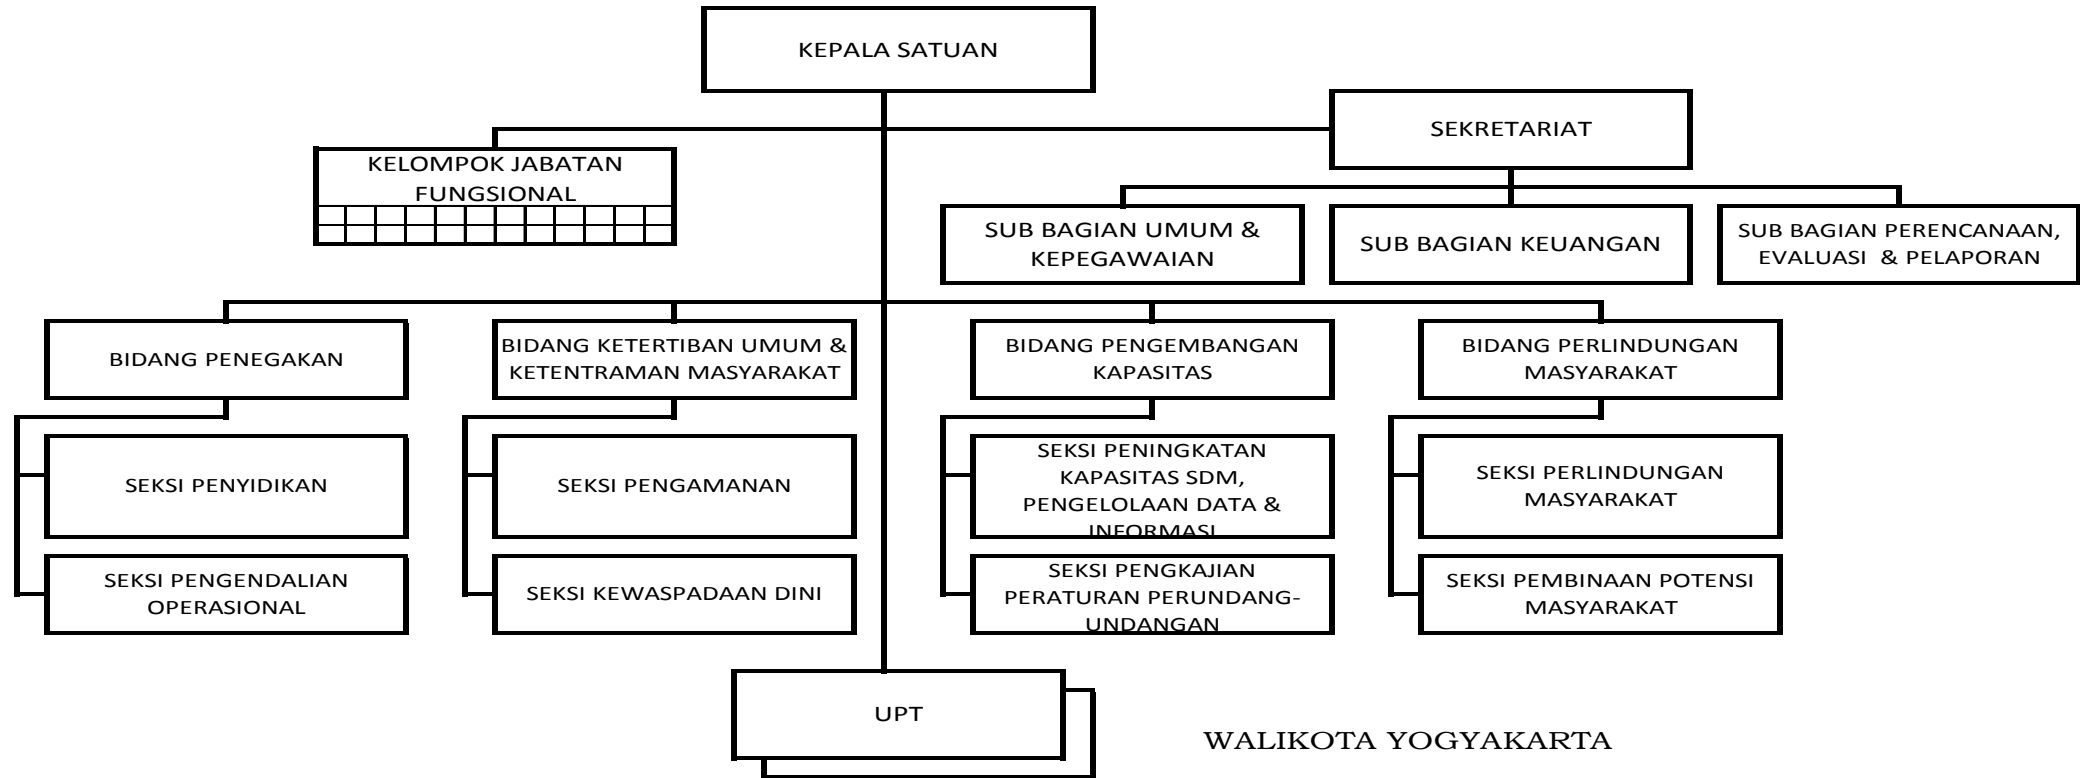 KEPALA SATUAN
SEKRETARIAT
KELOMPOK JABATAN
FUNGSIONAL
SUB BAGIAN UMUM &
KEPEGAWAIAN
SUB BAGIAN KEUANGAN
SUB BAGIAN PERENCANAAN,
EVALUASI & PELAPORAN
BIDANG PENEGAKAN
BIDANG KETERTIBAN UMUM &
KETENTRAMAN MASYARAKAT
BIDANG PENGEMBANGAN
KAPASITAS
BIDANG PERLINDUNGAN
MASYARAKAT
SEKSI PENYIDIKAN
SEKSI PENGAMANAN
SEKSI PENINGKATAN
KAPASITAS SDM,
PENGELOLAAN DATA &
INFORMASI
SEKSI PERLINDUNGAN
MASYARAKAT
SEKSI PENGENDALIAN
OPERASIONAL
SEKSI KEWASPADAAN DINI
SEKSI PENGKAJIAN
PERATURAN PERUNDANG-
UNDANGAN
SEKSI PEMBINAAN POTENSI
MASYARAKAT
UPT
WALIKOTA YOGYAKARTA